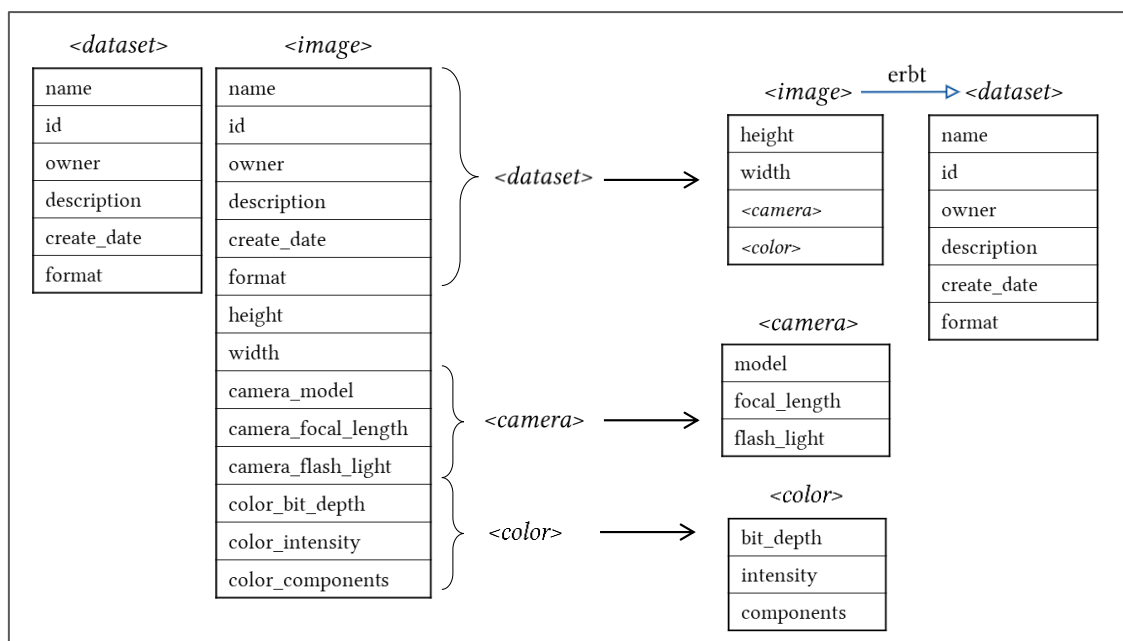 <dataset>
name
id
owner
description
create_date
format
<image>
name
id
owner
description
create_date
format
height
width
camera_model
camera_focal_length
camera_flash_light
color_bit_depth
color_intensity
color_components
<dataset>
<camera>
<color>
<image>
erbt
<dataset>
height
width
<camera>
<color>
name
id
owner
description
create_date
format
<camera>
model
focal_length
flash_light
<color>
bit_depth
intensity
components